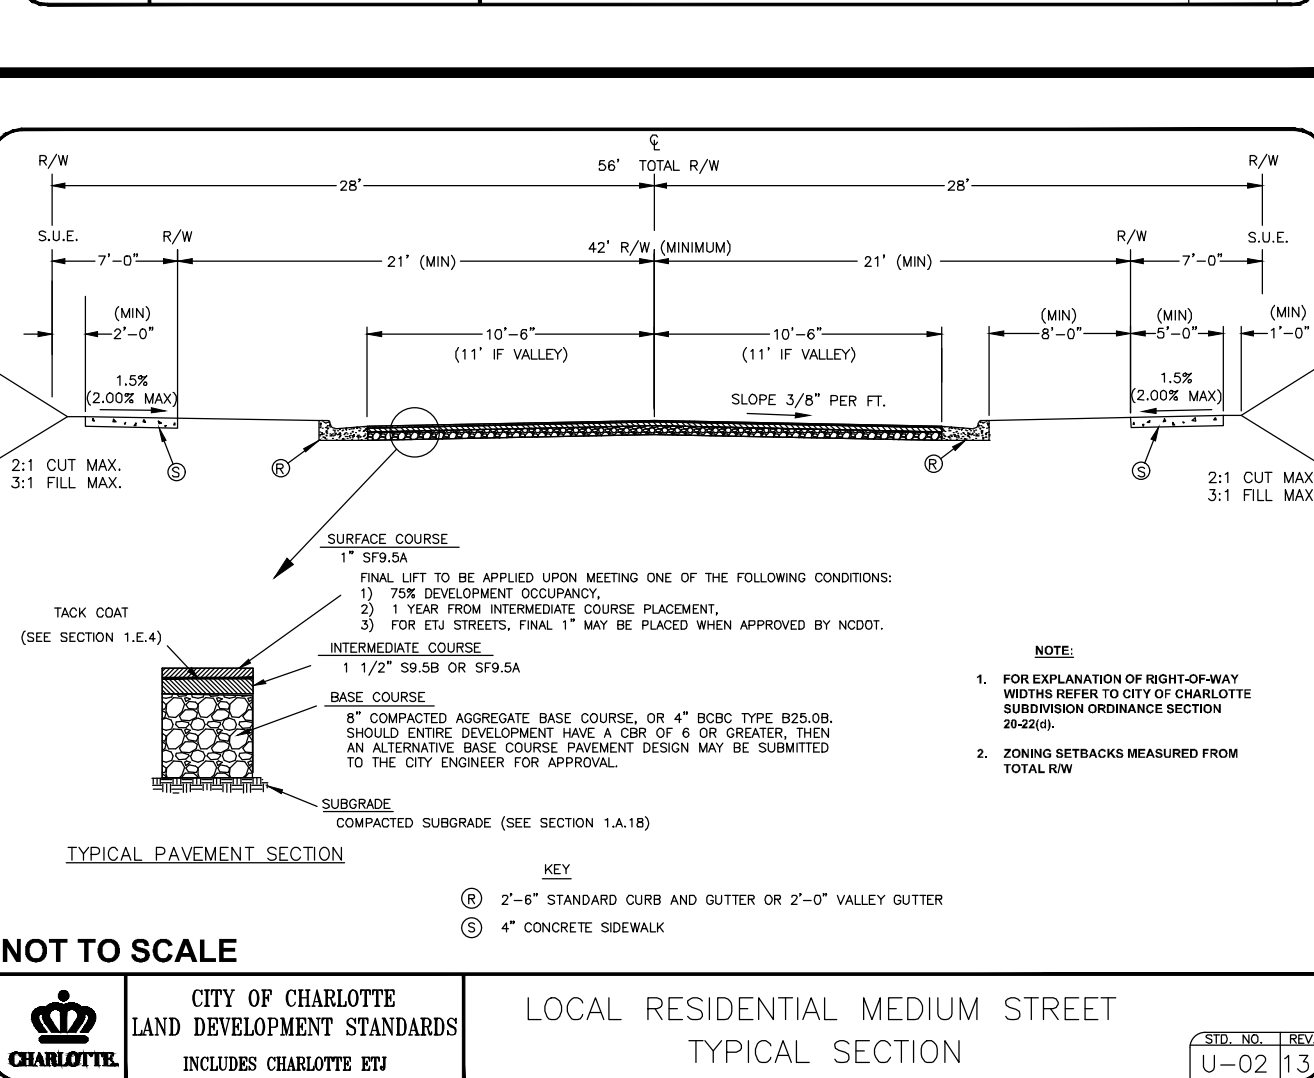 ℄
R/W
56' TOTAL R/W
R/W
28'
28'
S.U.E.
R/W
42' R/W (MINIMUM)
R/W
S.U.E.
7'-0"
21' (MIN)
21' (MIN)
7'-0"
(MIN)
2'-0"
10'-6"
(11' IF VALLEY)
10'-6"
(11' IF VALLEY)
(MIN)
8'-0"
(MIN)
5'-0"
(MIN)
1'-0"
1.5%
(2.00% MAX)
SLOPE 3/8" PER FT.
1.5%
(2.00% MAX)
2:1 CUT MAX.
3:1 FILL MAX.
S
R
R
S
2:1 CUT MAX
3:1 FILL MAX
SURFACE COURSE
1" SF9.5A
FINAL LIFT TO BE APPLIED UPON MEETING ONE OF THE FOLLOWING CONDITIONS:
1) 75% DEVELOPMENT OCCUPANCY,
2) 1 YEAR FROM INTERMEDIATE COURSE PLACEMENT,
3) FOR ETJ STREETS, FINAL 1" MAY BE PLACED WHEN APPROVED BY NCDOT.
TACK COAT
(SEE SECTION 1.E.4)
INTERMEDIATE COURSE
1 1/2" S9.5B OR SF9.5A
BASE COURSE
8" COMPACTED AGGREGATE BASE COURSE, OR 4" BCBC TYPE B25.0B.
SHOULD ENTIRE DEVELOPMENT HAVE A CBR OF 6 OR GREATER, THEN
AN ALTERNATIVE BASE COURSE PAVEMENT DESIGN MAY BE SUBMITTED
TO THE CITY ENGINEER FOR APPROVAL.
SUBGRADE
COMPACTED SUBGRADE (SEE SECTION 1.A.18)
TYPICAL PAVEMENT SECTION
NOTE:
1. FOR EXPLANATION OF RIGHT-OF-WAY
WIDTHS REFER TO CITY OF CHARLOTTE
SUBDIVISION ORDINANCE SECTION
20-22(d).
2. ZONING SETBACKS MEASURED FROM
TOTAL R/W
KEY
R 2'-6" STANDARD CURB AND GUTTER OR 2'-0" VALLEY GUTTER
S 4" CONCRETE SIDEWALK
NOT TO SCALE
CHARLOTTE.
CITY OF CHARLOTTE
LAND DEVELOPMENT STANDARDS
INCLUDES CHARLOTTE ETJ
LOCAL RESIDENTIAL MEDIUM STREET
TYPICAL SECTION
STD. NO. REV.
U-02 13